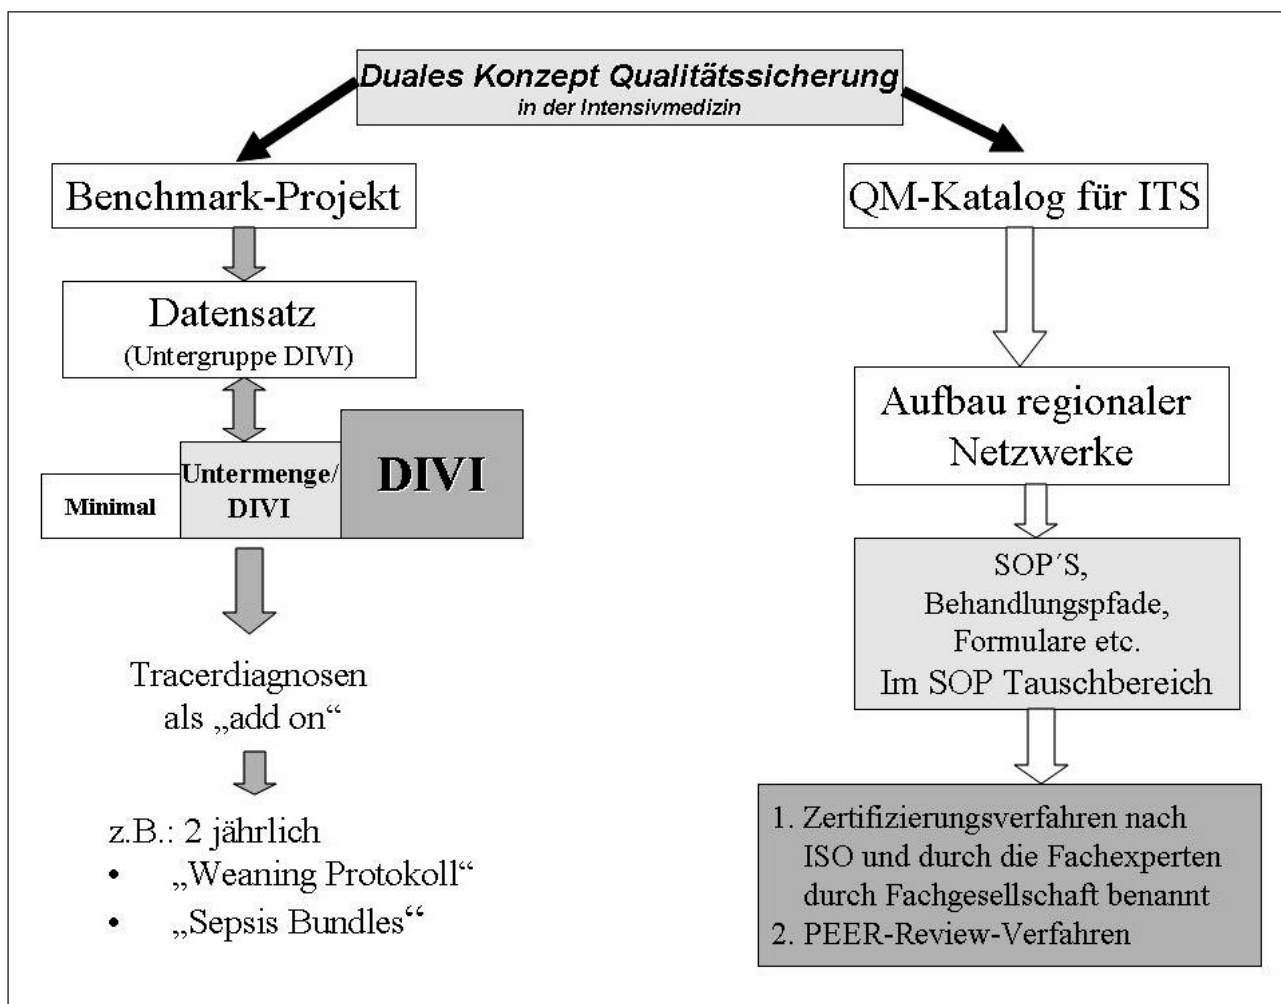 Duales Konzept Qualitätssicherung
in der Intensivmedizin
Benchmark-Projekt
Datensatz
(Untergruppe DIVI)
Minimal
Untermenge/
DIVI
DIVI
Tracerdiagnosen
als „add on“
z.B.: 2 jährlich
• „Weaning Protokoll“
• „Sepsis Bundles“
QM-Katalog für ITS
Aufbau regionaler
Netzwerke
SOP´S,
Behandlungspfade,
Formulare etc.
Im SOP Tauschbereich
1. Zertifizierungsverfahren nach
ISO und durch die Fachexperten
durch Fachgesellschaft benannt
2. PEER-Review-Verfahren